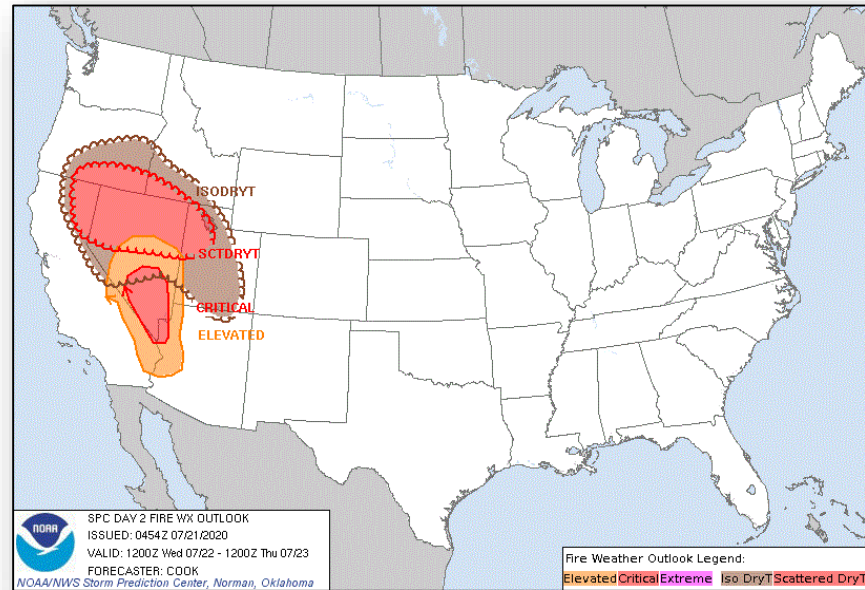 ISODRYT
SCTDRYT
CRITICAL
ELEVATED
NOAA
SPC DAY 2 FIRE WX OUTLOOK
ISSUED: 0454Z 07/21/2020
VALID: 1200Z Wed 07/22 - 1200Z Thu 07/23
FORECASTER: COOK
NOAA/NWS Storm Prediction Center, Norman, Oklahoma
Fire Weather Outlook Legend:
Elevated Critical Extreme Iso DryT Scattered DryT